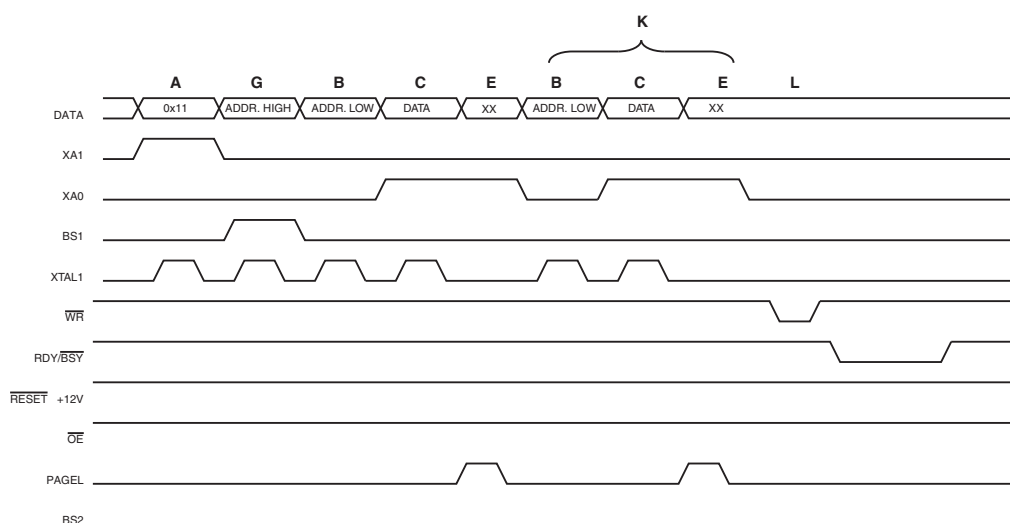 K
A G B C E B C E L
DATA 0x11 ADDR. HIGH ADDR. LOW DATA XX ADDR. LOW DATA XX
XA1
XA0
BS1
XTAL1
WR
RDY/BSY
RESET +12V
OE
PAGEL
BS2